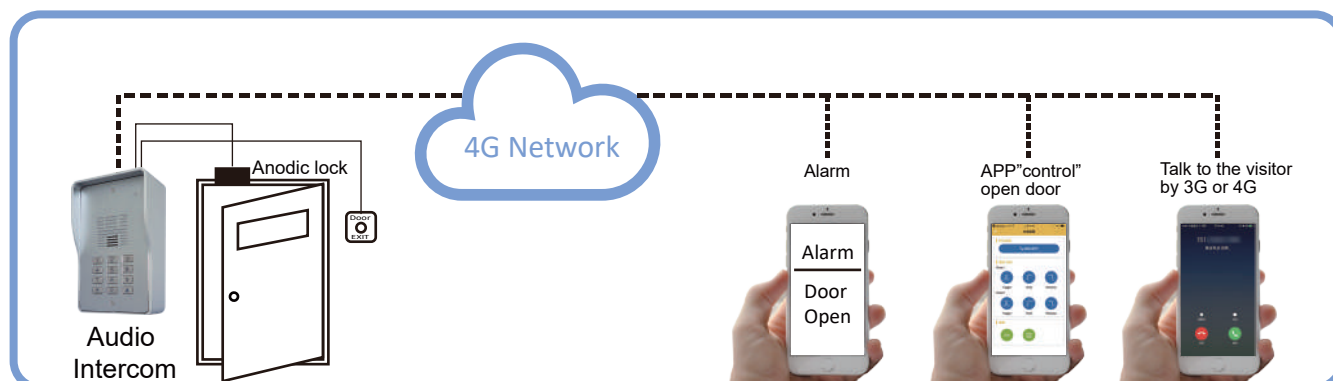 4G Network
Anodic lock
Door
EXIT
Audio
Intercom
Alarm
APP"control"
open door
Talk to the visitor
by 3G or 4G
Alarm
Door
Open